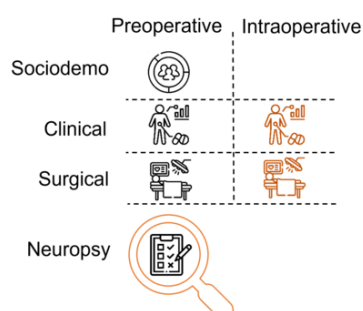 Preoperative Intraoperative
Sociodemo
Clinical
Surgical
Neuropsy